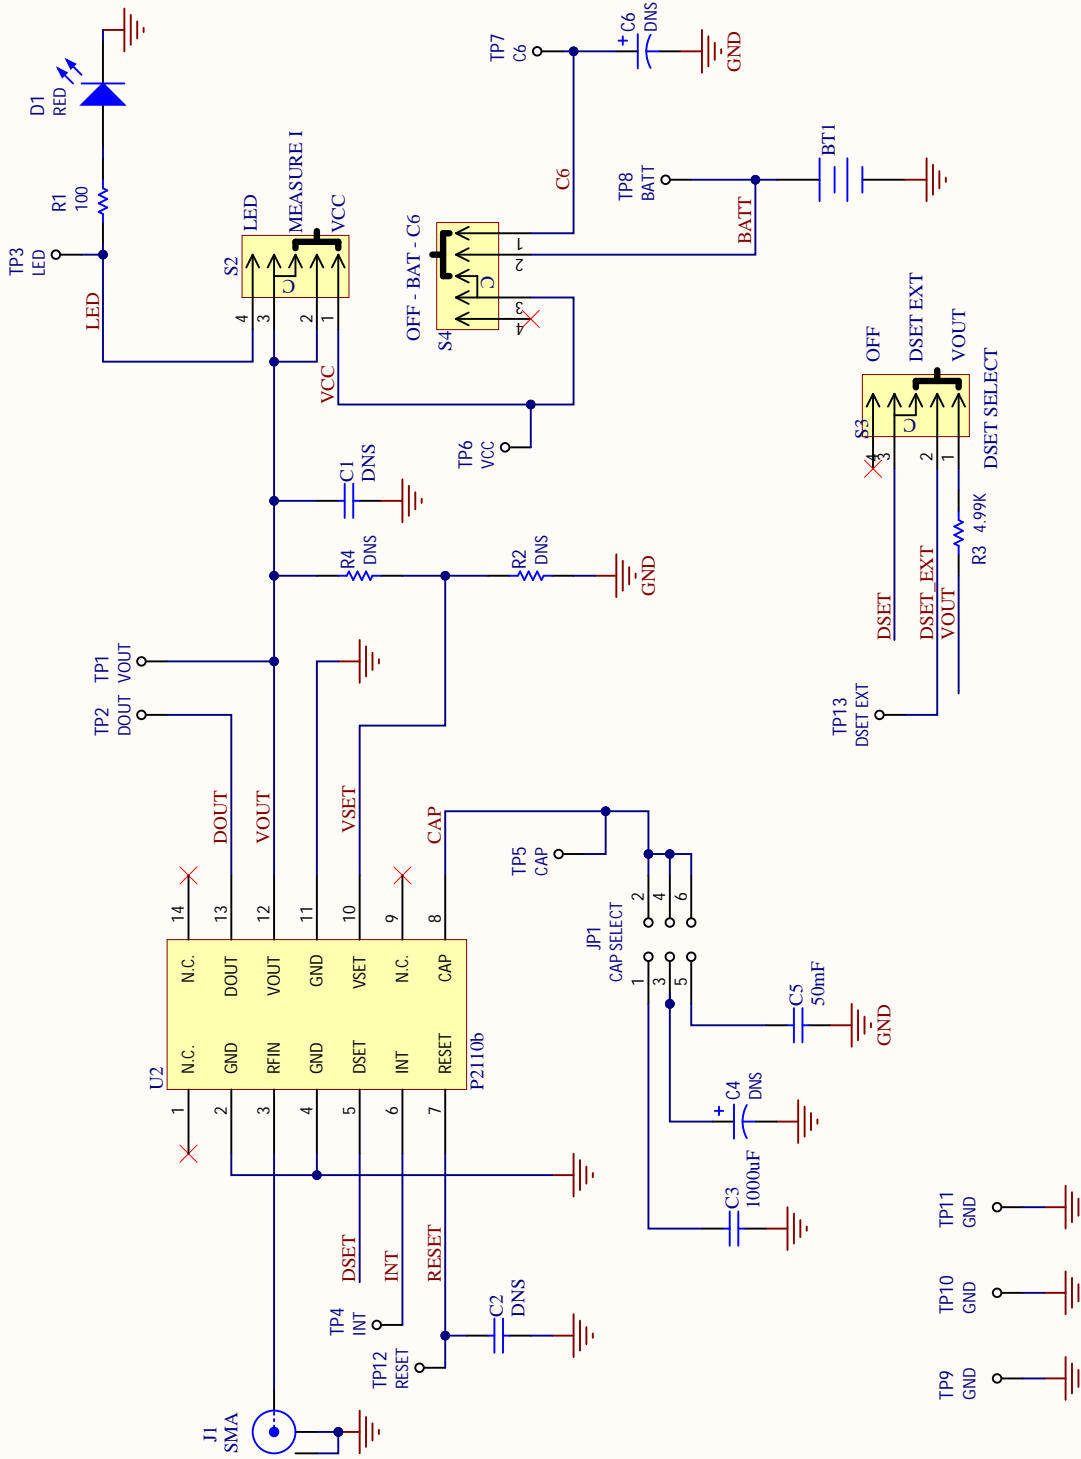 J1
SMA
TP12
RESET
TP4
INT
C2
DNS
DSET
INT
RESET
U2
P2110b
1
2
3
4
5
6
7
N.C.
GND
RFIN
GND
DSET
INT
RESET
N.C.
DOUT
VOUT
GND
VSET
N.C.
CAP
14
13
12
11
10
9
8
DOUT
VOUT
VSET
CAP
TP2
DOUT
TP1
VOUT
R4
DNS
R2
DNS
GND
C1
DNS
TP6
VCC
VCC
LED
TP3
LED
R1
100
D1
RED
S2
4
3
2
1
C
LED
MEASURE I
VCC
OFF - BAT - C6
S4
1
2
3
4
C
C6
TP7
C6
+
C6
DNS
GND
TP8
BATT
BATT
BT1
TP5
CAP
JP1
CAP SELECT
1
3
5
2
4
6
C3
1000uF
+
C4
DNS
C5
50mF
GND
TP13
DSET EXT
DSET
DSET_EXT
VOUT
R3
4.99K
S3
4
3
2
1
C
OFF
DSET EXT
VOUT
DSET SELECT
TP9
GND
TP10
GND
TP11
GND